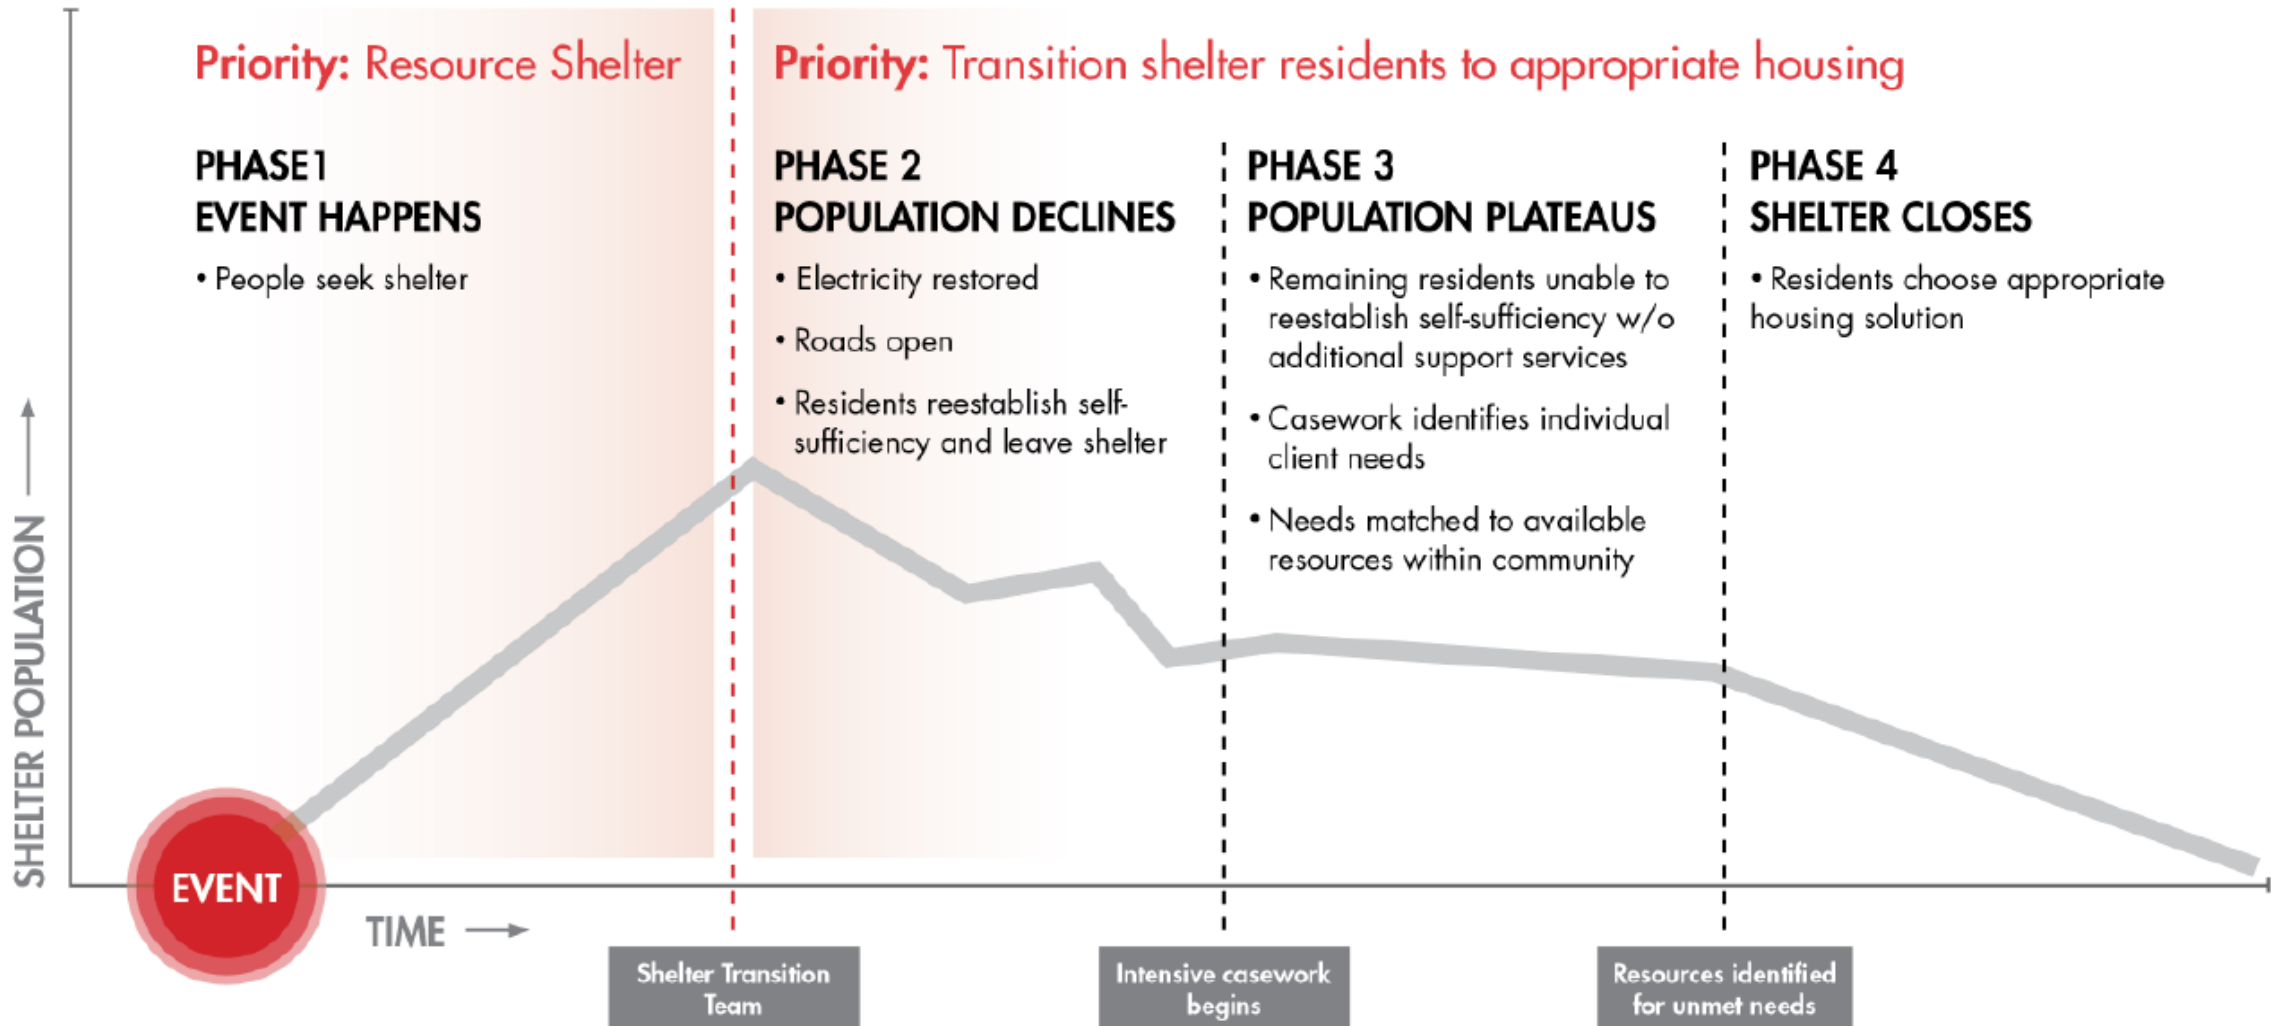 Priority: Resource Shelter
Priority: Transition shelter residents to appropriate housing
PHASE1
EVENT HAPPENS
• People seek shelter
PHASE 2
POPULATION DECLINES
• Electricity restored
• Roads open
• Residents reestablish self-
sufficiency and leave shelter
PHASE 3
POPULATION PLATEAUS
• Remaining residents unable to
reestablish self-sufficiency w/o
additional support services
• Casework identifies individual
client needs
• Needs matched to available
resources within community
PHASE 4
SHELTER CLOSES
• Residents choose appropriate
housing solution
SHELTER POPULATION
EVENT
TIME
Shelter Transition
Team
Intensive casework
begins
Resources identified
for unmet needs